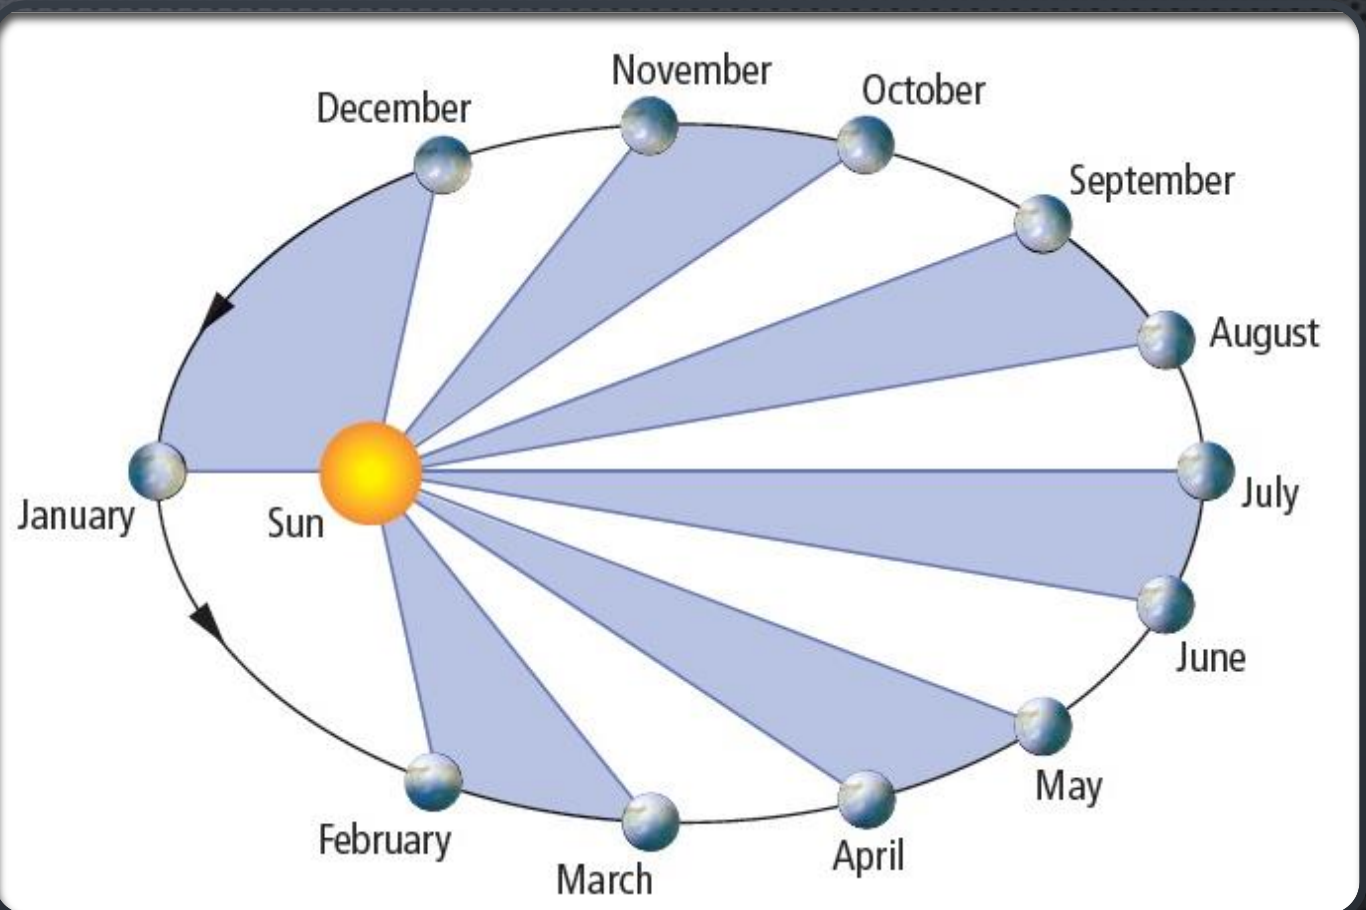 November
October
December
September
August
January
Sun
July
June
May
February
April
March